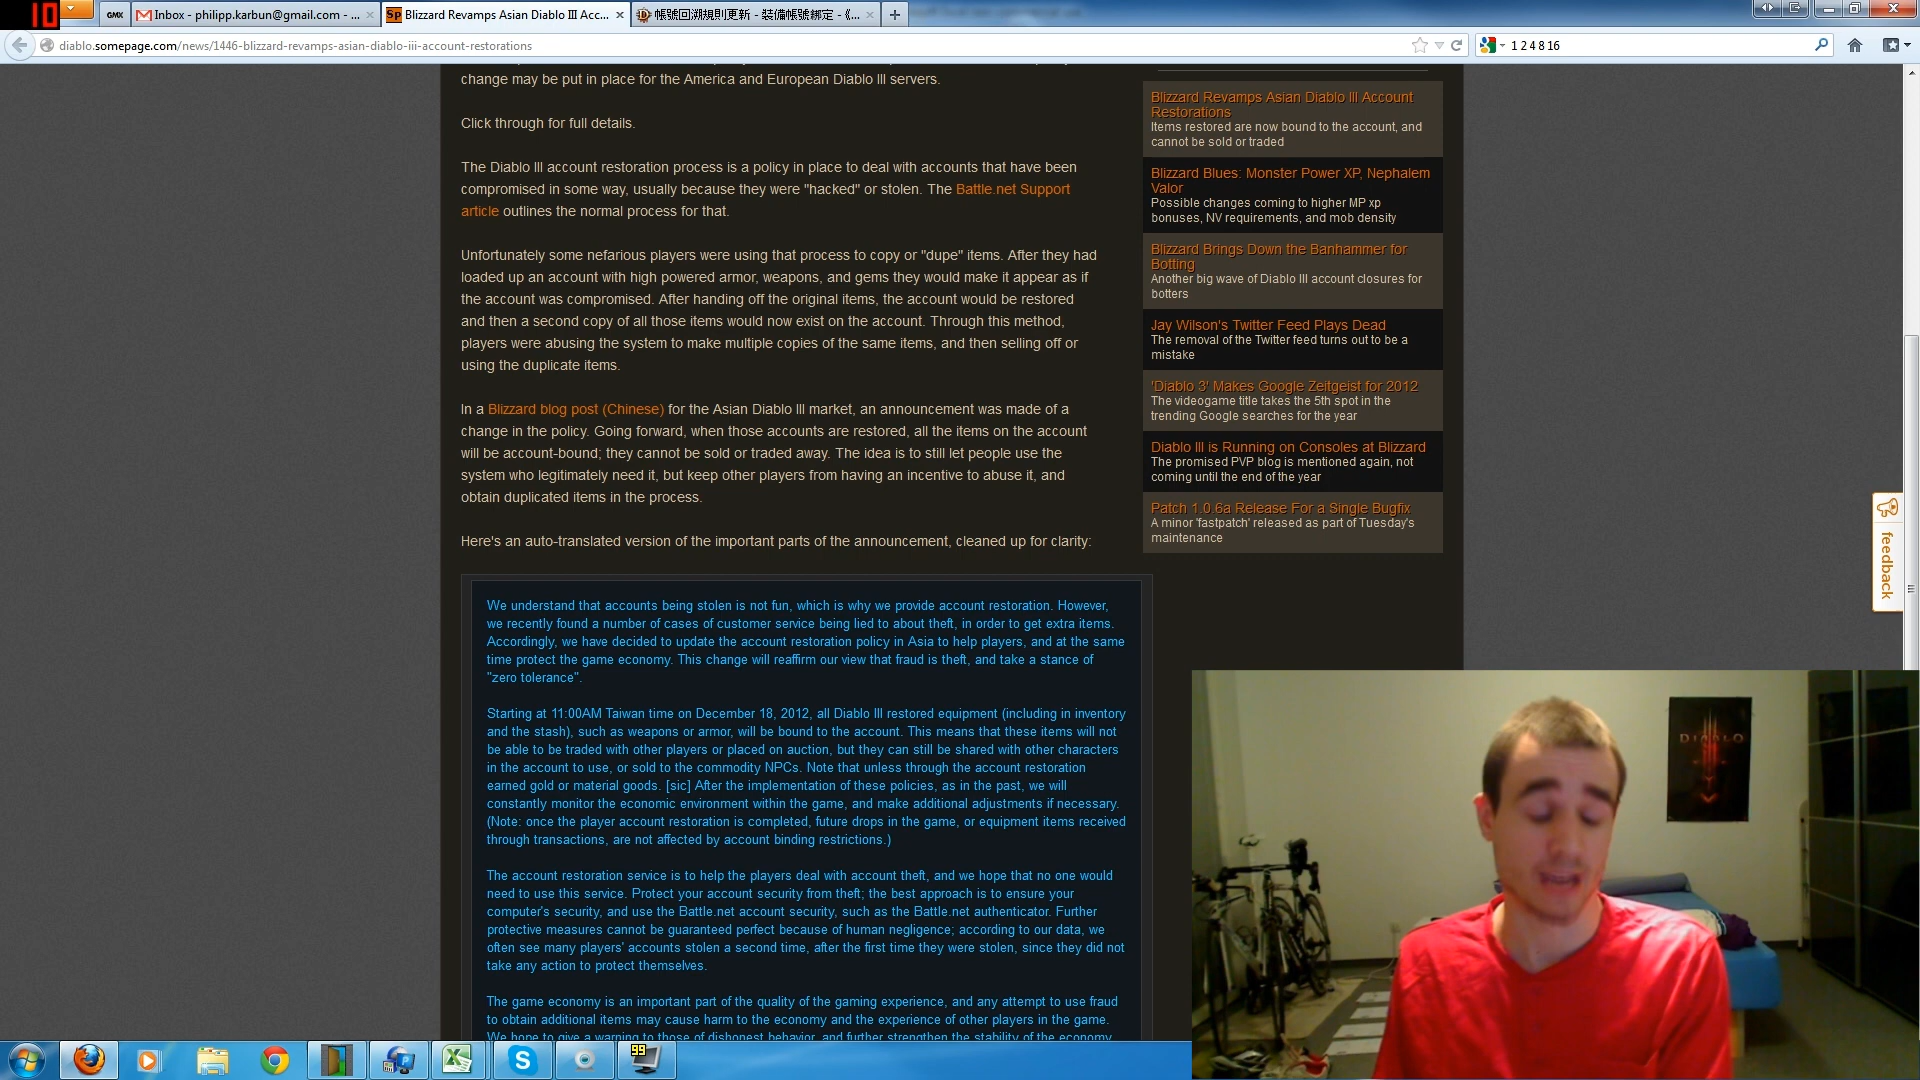 10
GMX
Inbox - philipp.karbun@gmail.com - ...
Sp Blizzard Revamps Asian Diablo III Acc...
帳號回溯規則更新 - 裝備帳號綁定 - 《...
diablo.somepage.com/news/1446-blizzard-revamps-asian-diablo-iii-account-restorations
1 2 4 8 16
change may be put in place for the America and European Diablo III servers.
Click through for full details.
The Diablo III account restoration process is a policy in place to deal with accounts that have been
compromised in some way, usually because they were "hacked" or stolen. The Battle.net Support
article outlines the normal process for that.
Unfortunately some nefarious players were using that process to copy or "dupe" items. After they had
loaded up an account with high powered armor, weapons, and gems they would make it appear as if
the account was compromised. After handing off the original items, the account would be restored
and then a second copy of all those items would now exist on the account. Through this method,
players were abusing the system to make multiple copies of the same items, and then selling off or
using the duplicate items.
In a Blizzard blog post (Chinese) for the Asian Diablo III market, an announcement was made of a
change in the policy. Going forward, when those accounts are restored, all the items on the account
will be account-bound; they cannot be sold or traded away. The idea is to still let people use the
system who legitimately need it, but keep other players from having an incentive to abuse it, and
obtain duplicated items in the process.
Here's an auto-translated version of the important parts of the announcement, cleaned up for clarity:
We understand that accounts being stolen is not fun, which is why we provide account restoration. However,
we recently found a number of cases of customer service being lied to about theft, in order to get extra items.
Accordingly, we have decided to update the account restoration policy in Asia to help players, and at the same
time protect the game economy. This change will reaffirm our view that fraud is theft, and take a stance of
"zero tolerance".
Starting at 11:00AM Taiwan time on December 18, 2012, all Diablo III restored equipment (including in inventory
and the stash), such as weapons or armor, will be bound to the account. This means that these items will not
be able to be traded with other players or placed on auction, but they can still be shared with other characters
in the account to use, or sold to the commodity NPCs. Note that unless through the account restoration
earned gold or material goods. [sic] After the implementation of these policies, as in the past, we will
constantly monitor the economic environment within the game, and make additional adjustments if necessary.
(Note: once the player account restoration is completed, future drops in the game, or equipment items received
through transactions, are not affected by account binding restrictions.)
The account restoration service is to help the players deal with account theft, and we hope that no one would
need to use this service. Protect your account security from theft; the best approach is to ensure your
computer's security, and use the Battle.net account security, such as the Battle.net authenticator. Further
protective measures cannot be guaranteed perfect because of human negligence; according to our data, we
often see many players' accounts stolen a second time, after the first time they were stolen, since they did not
take any action to protect themselves.
The game economy is an important part of the quality of the gaming experience, and any attempt to use fraud
to obtain additional items may cause harm to the economy and the experience of other players in the game.
We hope to give a warning to those of dishonest behavior, and further strengthen the stability of the economy
Blizzard Revamps Asian Diablo III Account
Restorations
Items restored are now bound to the account, and
cannot be sold or traded
Blizzard Blues: Monster Power XP, Nephalem
Valor
Possible changes coming to higher MP xp
bonuses, NV requirements, and mob density
Blizzard Brings Down the Banhammer for
Botting
Another big wave of Diablo III account closures for
botters
Jay Wilson's Twitter Feed Plays Dead
The removal of the Twitter feed turns out to be a
mistake
'Diablo 3' Makes Google Zeitgeist for 2012
The videogame title takes the 5th spot in the
trending Google searches for the year
Diablo III is Running on Consoles at Blizzard
The promised PVP blog is mentioned again, not
coming until the end of the year
Patch 1.0.6a Release For a Single Bugfix
A minor 'fastpatch' released as part of Tuesday's
maintenance
feedback
DIABLO
99